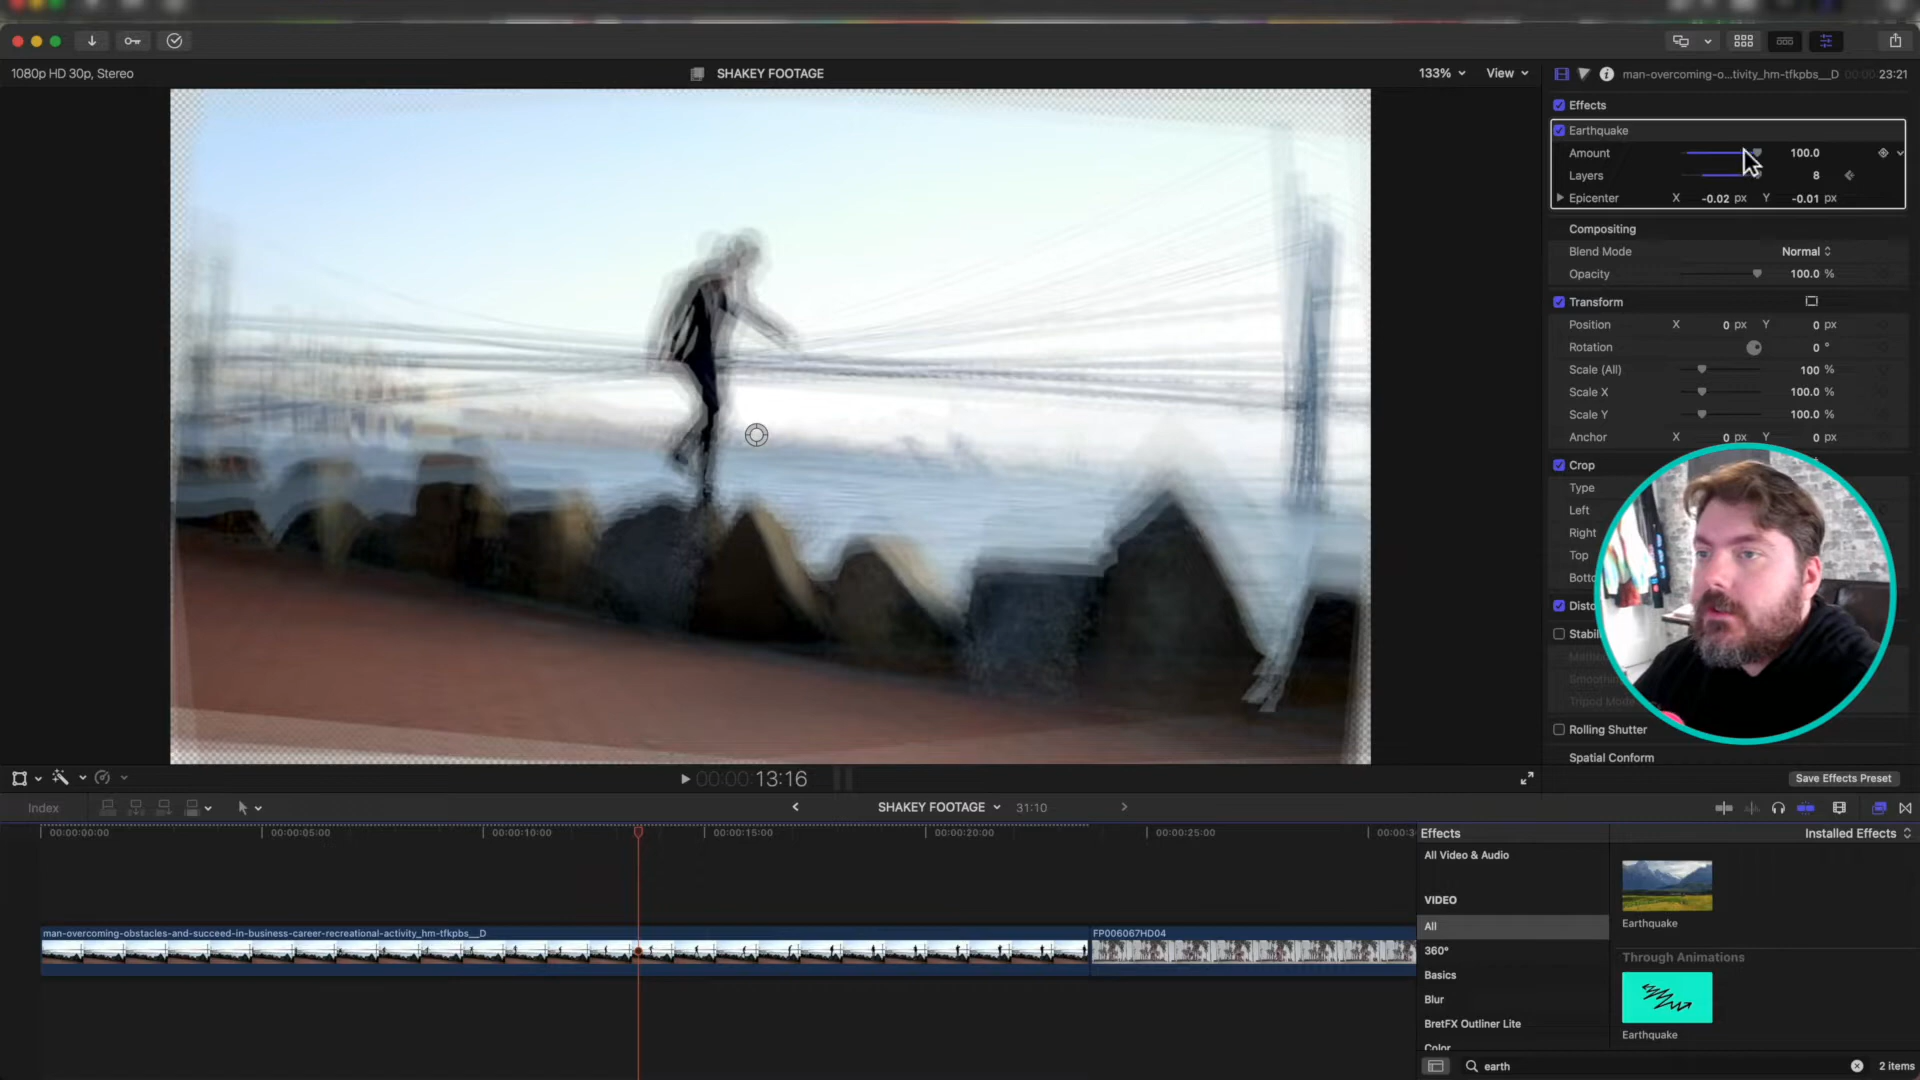 1080p HD 30p, Stereo
SHAKEY FOOTAGE
133%
View
man-overcoming-o...tivity_hm-tfkpbs__D
00:00:23:21
Effects
Earthquake
Amount 100.0
Layers 8
Epicenter X -0.02 px Y -0.01 px
Compositing
Blend Mode Normal
Opacity 100.0 %
Transform
Position X 0 px Y 0 px
Rotation 0 °
Scale (All) 100 %
Scale X 100.0 %
Scale Y 100.0 %
Anchor X 0 px Y 0 px
Crop
Type
Left
Right
Top
Rolling Shutter
Spatial Conform
Save Effects Preset
00:00:13:16
Index
SHAKEY FOOTAGE 31:10
00:00:00:00 00:00:05:00 00:00:10:00 00:00:15:00 00:00:20:00 00:00:25:00
man-overcoming-obstacles-and-succeed-in-business-career-recreational-activity_hm-tfkpbs__D
FP006067HD04
Effects
Installed Effects
All Video & Audio
VIDEO
All
360°
Basics
Blur
BretFX Outliner Lite
Color
Earthquake
Through Animations
Earthquake
earth
2 items